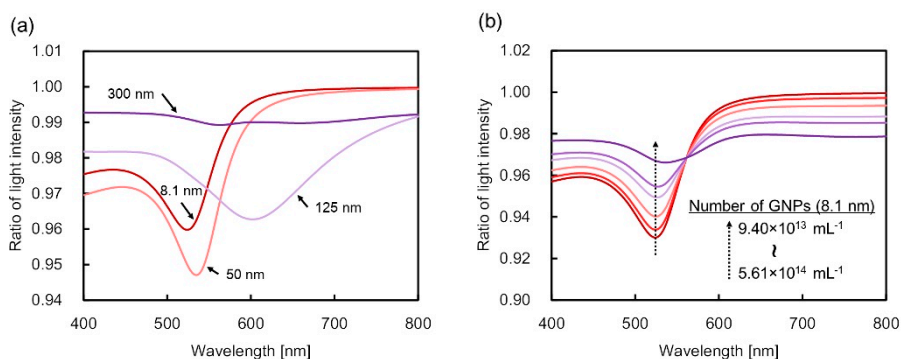 (a)
1.01
1.00
0.99
0.98
0.97
0.96
0.95
0.94
Ratio of light intensity
300 nm
8.1 nm
125 nm
50 nm
400 500 600 700 800
Wavelength [nm]
(b)
1.02
1.00
0.98
0.96
0.94
0.92
0.90
Ratio of light intensity
Number of GNPs (8.1 nm)
9.40×10¹³ mL⁻¹
~
5.61×10¹⁴ mL⁻¹
400 500 600 700 800
Wavelength [nm]